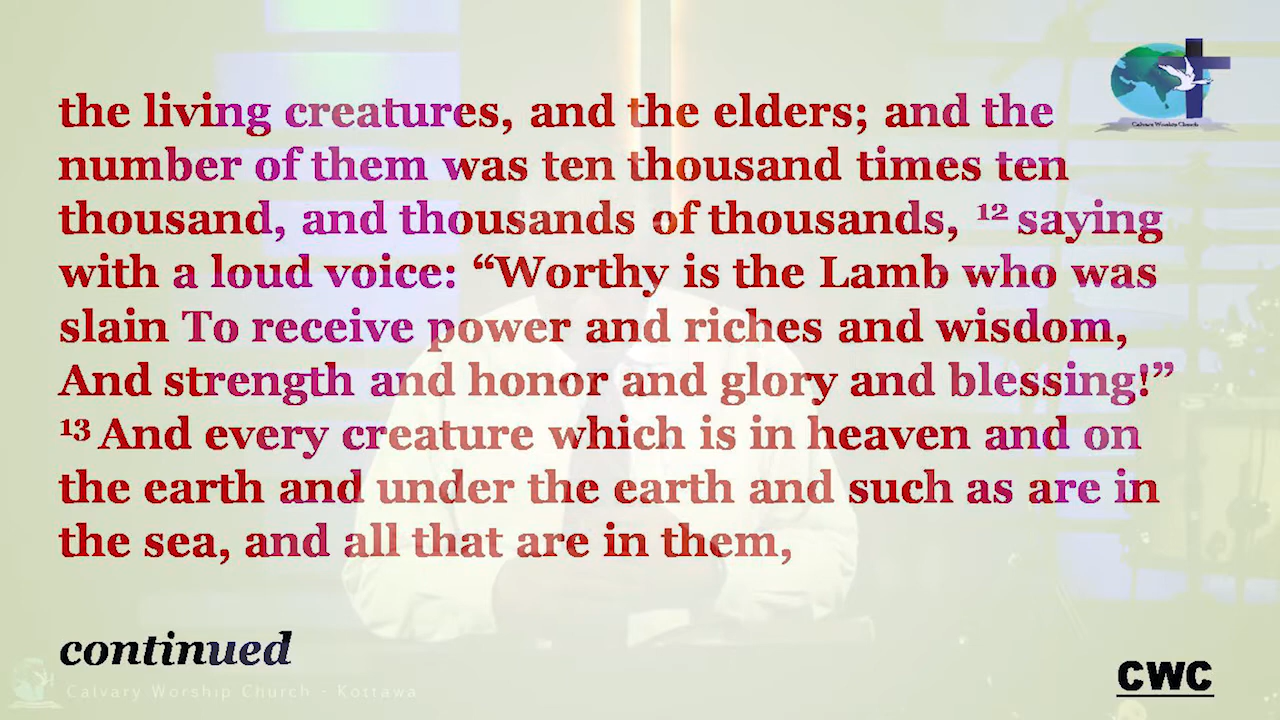 the living creatures, and the elders; and the
number of them was ten thousand times ten
thousand, and thousands of thousands, 12 saying
with a loud voice: “Worthy is the Lamb who was
slain To receive power and riches and wisdom,
And strength and honor and glory and blessing!”
13 And every creature which is in heaven and on
the earth and under the earth and such as are in
the sea, and all that are in them,
continued
Calvary Worship Church
Calvary Worship Church - Kottawa
CWC